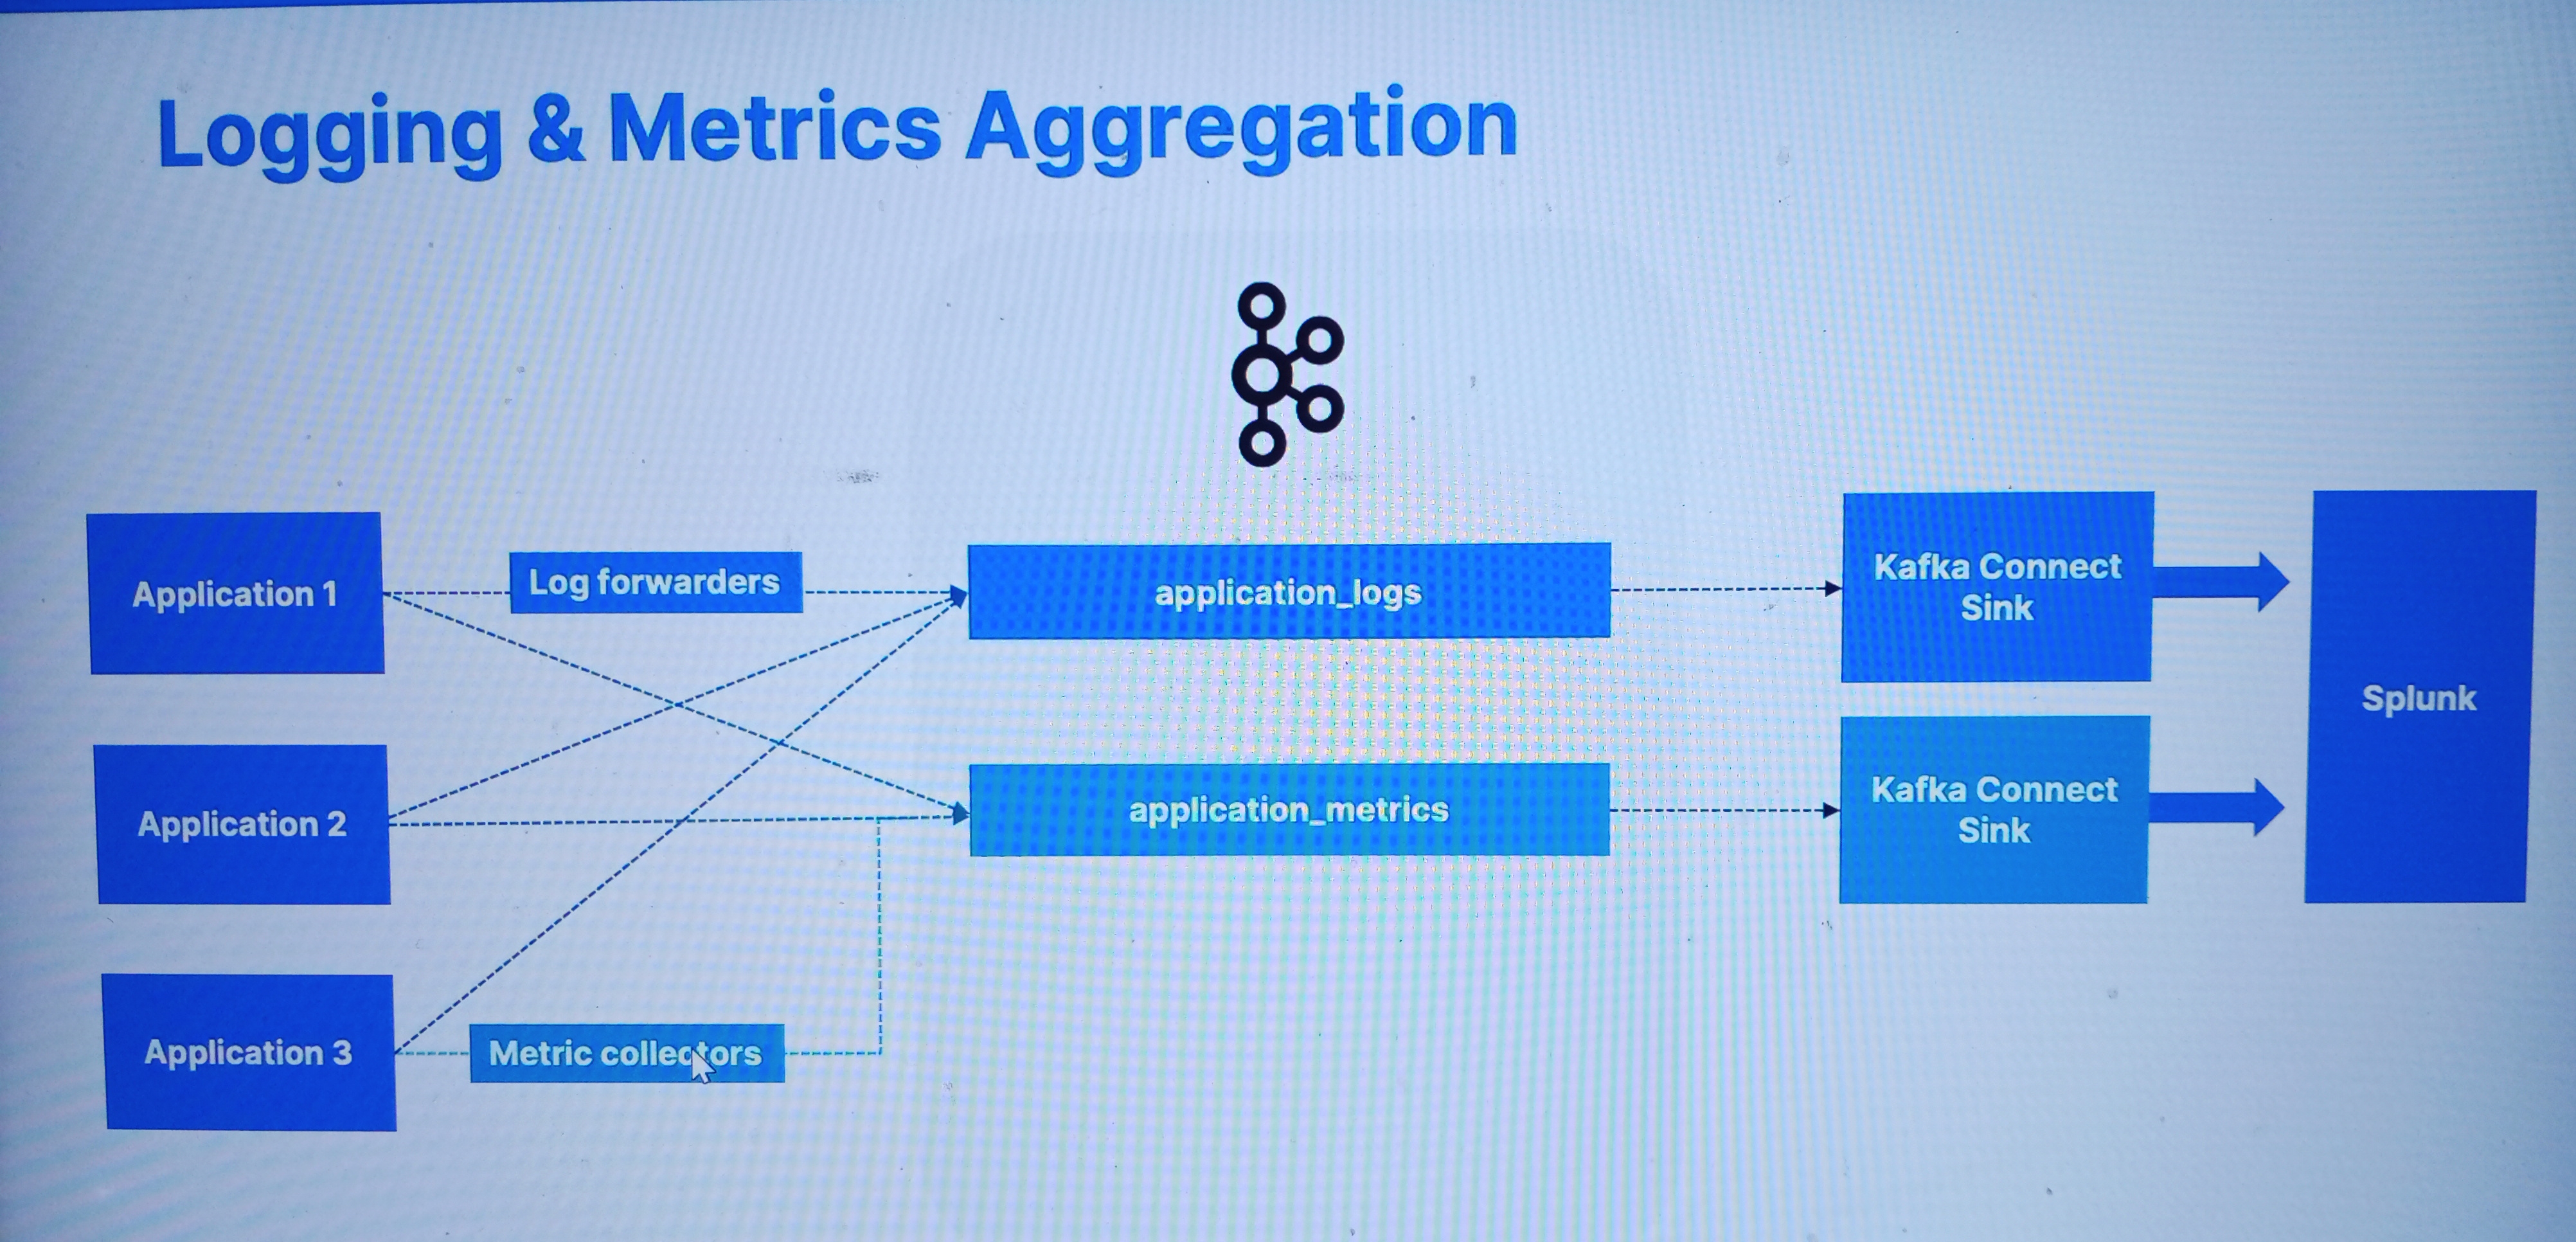 Logging & Metrics Aggregation
Application 1
Log forwarders
application_logs
Kafka Connect
Sink
Splunk
Application 2
application_metrics
Kafka Connect
Sink
Application 3
Metric collectors